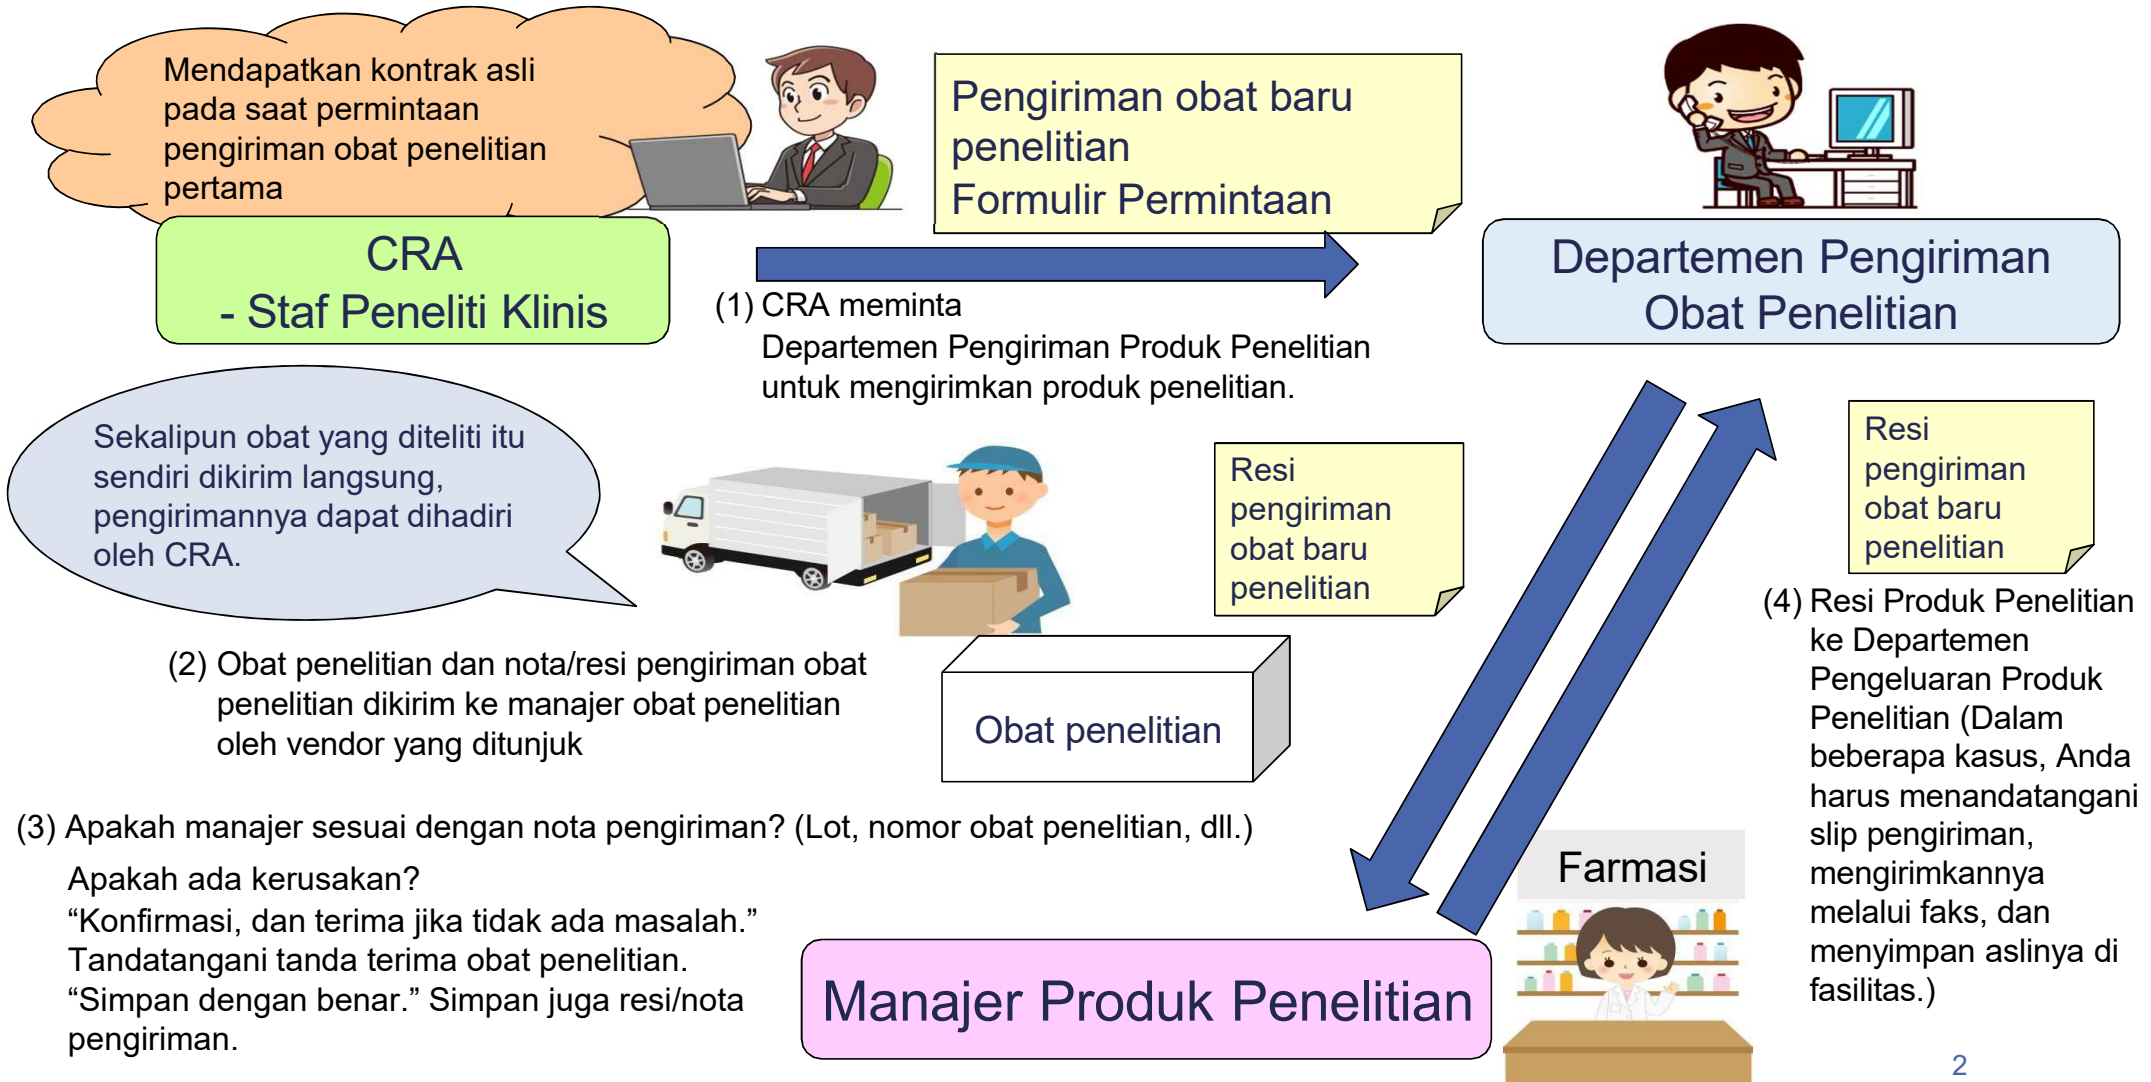 Mendapatkan kontrak asli
pada saat permintaan
pengiriman obat penelitian
pertama
Pengiriman obat baru
penelitian
Formulir Permintaan
CRA
- Staf Peneliti Klinis
Departemen Pengiriman
Obat Penelitian
(1) CRA meminta
Departemen Pengiriman Produk Penelitian
untuk mengirimkan produk penelitian.
Sekalipun obat yang diteliti itu
sendiri dikirim langsung,
pengirimannya dapat dihadiri
oleh CRA.
Resi
pengiriman
obat baru
penelitian
Resi
pengiriman
obat baru
penelitian
(2) Obat penelitian dan nota/resi pengiriman obat
penelitian dikirim ke manajer obat penelitian
oleh vendor yang ditunjuk
Obat penelitian
(4) Resi Produk Penelitian
ke Departemen
Pengeluaran Produk
Penelitian (Dalam
beberapa kasus, Anda
harus menandatangani
slip pengiriman,
mengirimkannya
melalui faks, dan
menyimpan aslinya di
fasilitas.)
(3) Apakah manajer sesuai dengan nota pengiriman? (Lot, nomor obat penelitian, dll.)
Apakah ada kerusakan?
“Konfirmasi, dan terima jika tidak ada masalah.”
Tandatangani tanda terima obat penelitian.
“Simpan dengan benar.” Simpan juga resi/nota
pengiriman.
Farmasi
Manajer Produk Penelitian
2